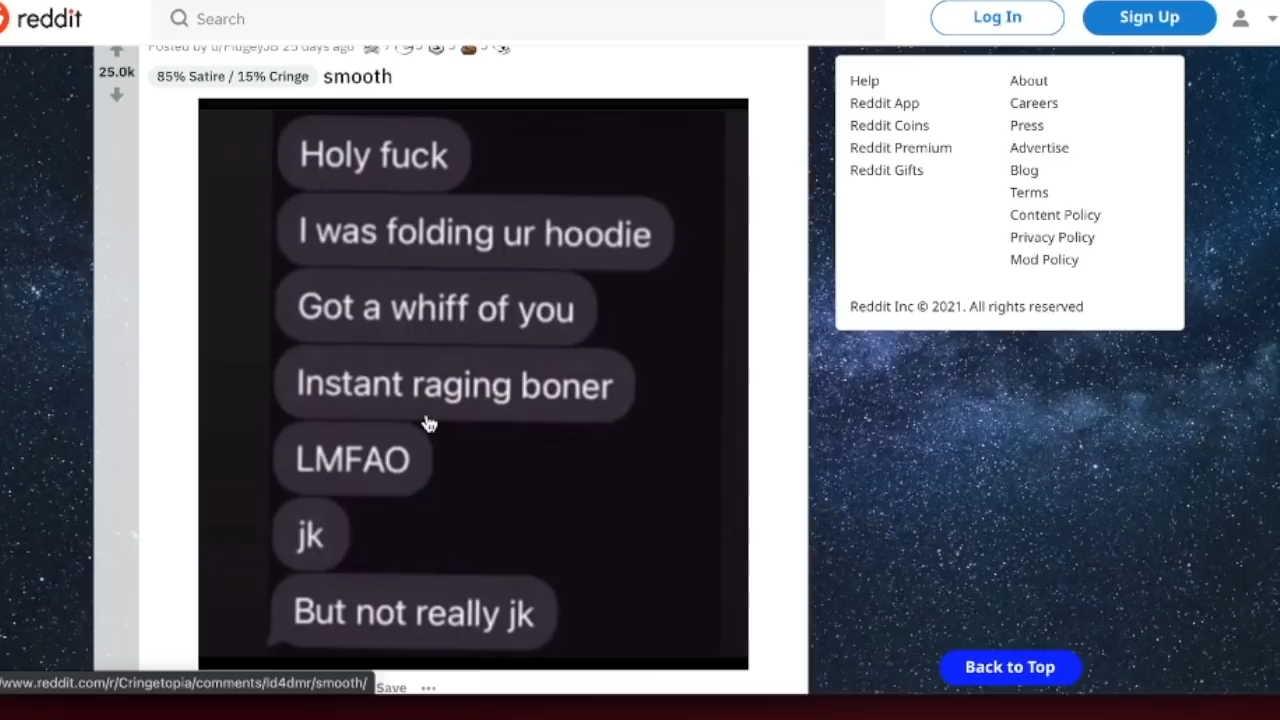 reddit
Search
Log In
Sign Up
25 days ago
25.0k
85% Satire / 15% Cringe smooth
Holy fuck
I was folding ur hoodie
Got a whiff of you
Instant raging boner
LMFAO
jk
But not really jk
Help
About
Reddit App
Careers
Reddit Coins
Press
Reddit Premium
Advertise
Reddit Gifts
Blog
Terms
Content Policy
Privacy Policy
Mod Policy
Reddit Inc © 2021. All rights reserved
Back to Top
/www.reddit.com/r/Cringetopia/comments/ld4dmr/smooth/
Save